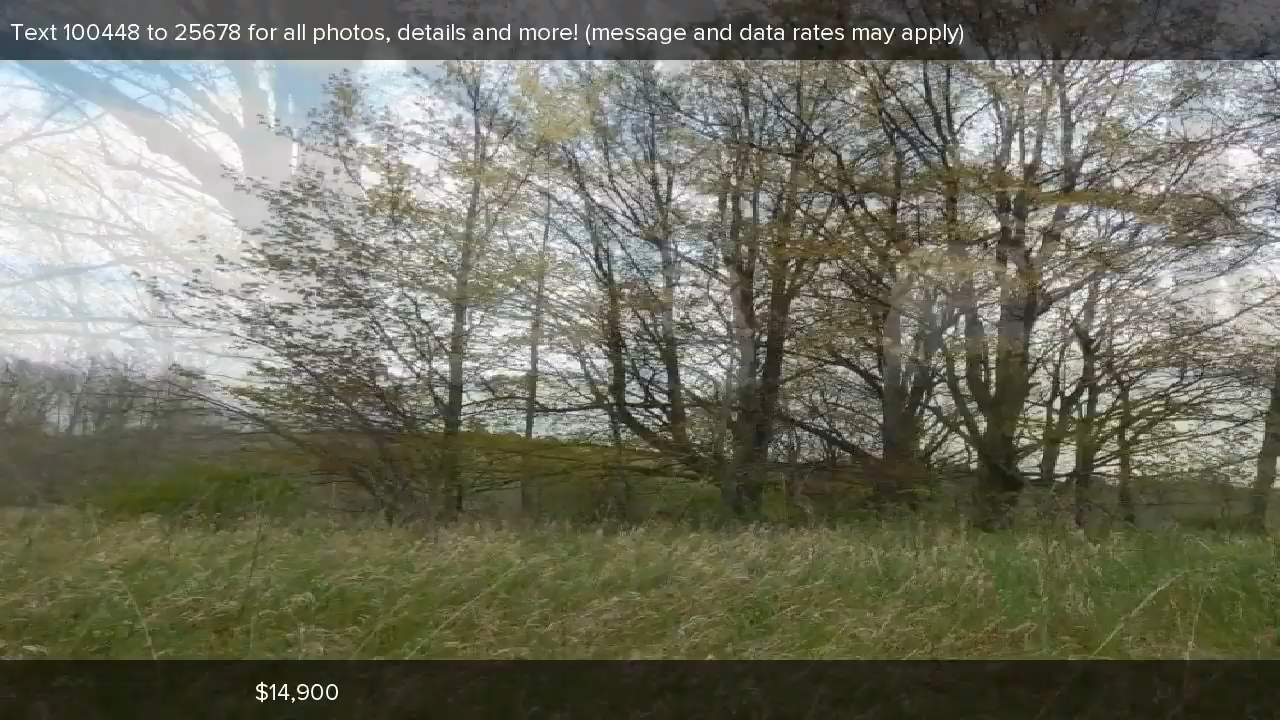 Text 100448 to 25678 for all photos, details and more! (message and data rates may apply)
$14,900